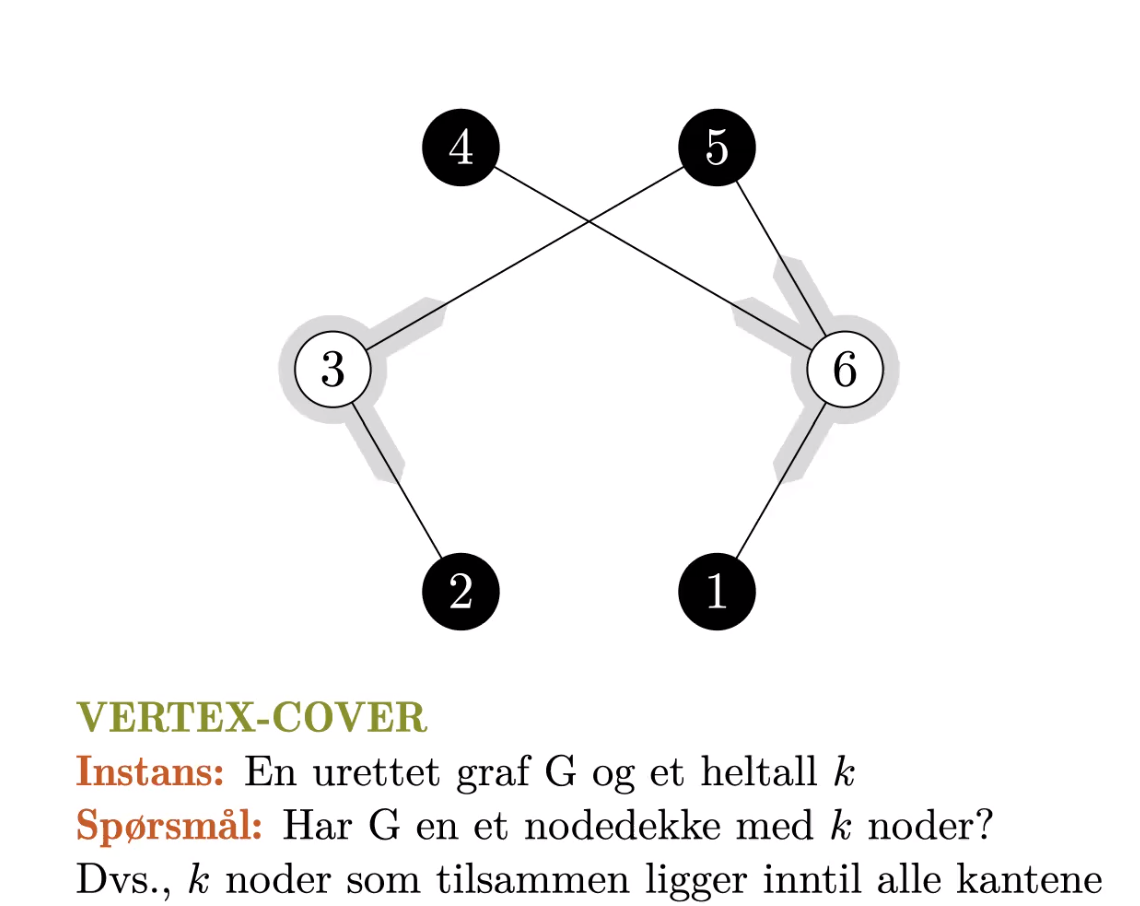 4 5
3 6
2 1
VERTEX-COVER
Instans: En urettet graf G og et heltall k
Spørsmål: Har G en et nodedekke med k noder?
Dvs., k noder som tilsammen ligger inntil alle kantene